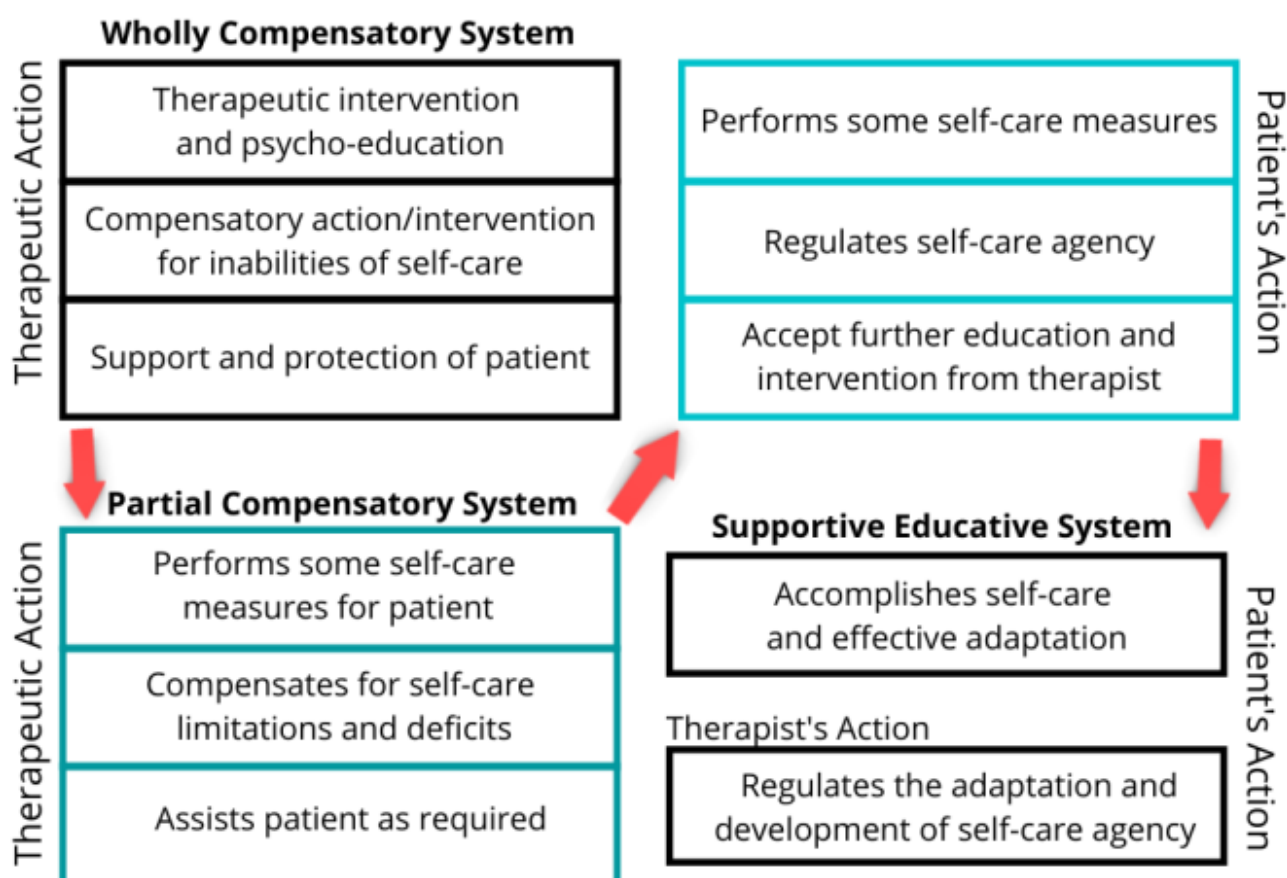 Wholly Compensatory System
Therapeutic Action
Therapeutic intervention
and psycho-education
Compensatory action/intervention
for inabilities of self-care
Support and protection of patient
Partial Compensatory System
Therapeutic Action
Performs some self-care
measures for patient
Compensates for self-care
limitations and deficits
Assists patient as required
Performs some self-care measures
Regulates self-care agency
Accept further education and
intervention from therapist
Patient's Action
Supportive Educative System
Accomplishes self-care
and effective adaptation
Therapist's Action
Regulates the adaptation and
development of self-care agency
Patient's Action